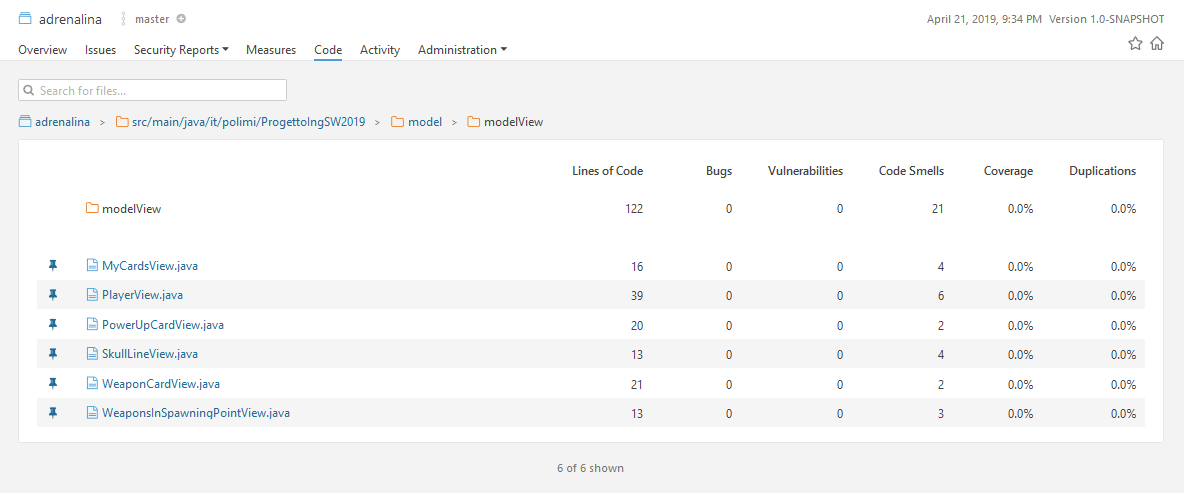 adrenalina master April 21, 2019, 9:34 PM Version 1.0-SNAPSHOT
Overview Issues Security Reports Measures Code Activity Administration
Search for files...
adrenalina > src/main/java/it/polimi/ProgettoIngSW2019 > model > modelView
Lines of Code Bugs Vulnerabilities Code Smells Coverage Duplications
modelView 122 0 0 21 0.0% 0.0%
MyCardsView.java 16 0 0 4 0.0% 0.0%
PlayerView.java 39 0 0 6 0.0% 0.0%
PowerUpCardView.java 20 0 0 2 0.0% 0.0%
SkullLineView.java 13 0 0 4 0.0% 0.0%
WeaponCardView.java 21 0 0 2 0.0% 0.0%
WeaponsInSpawningPointView.java 13 0 0 3 0.0% 0.0%
6 of 6 shown